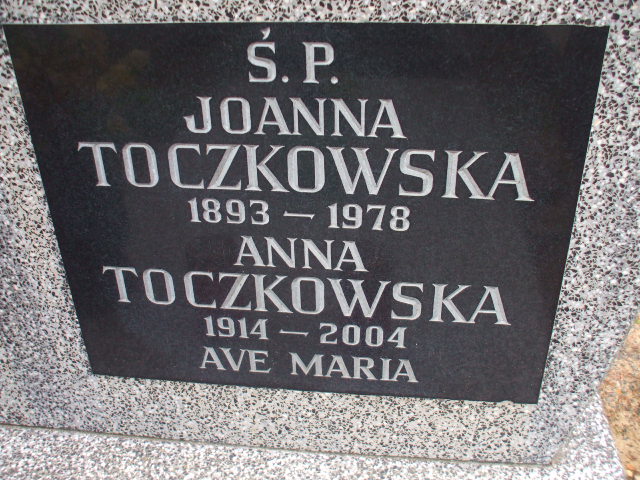 Ś. P.
JOANNA
TOCZKOWSKA
1893 – 1978
ANNA
TOCZKOWSKA
1914 – 2004
AVE MARIA